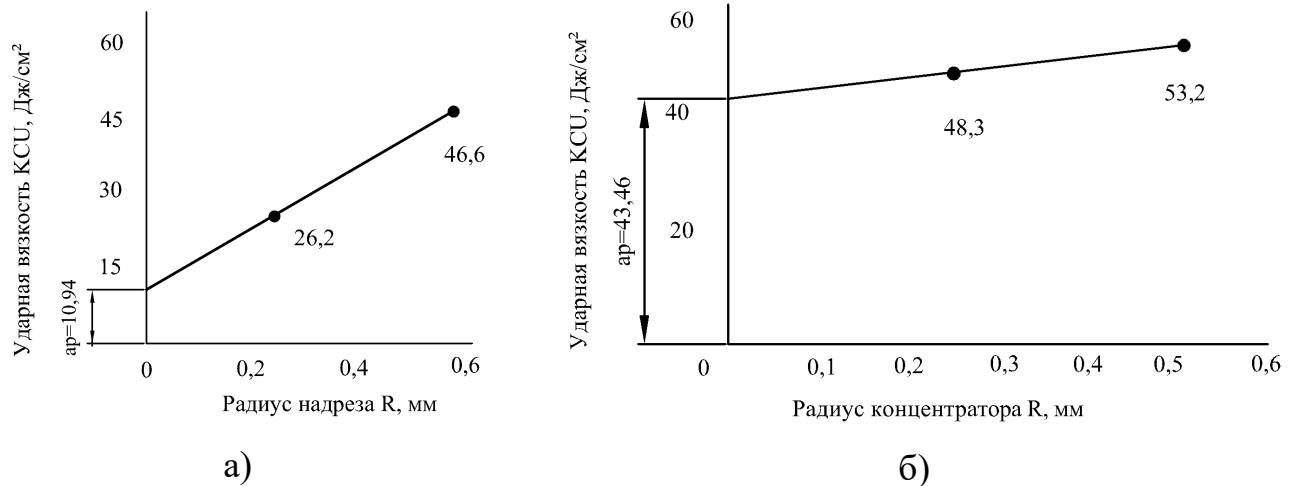 Ударная вязкость KCU, Дж/см²
60
45
30
15
ар=10,94
26,2
46,6
0
0,2
0,4
0,6
Радиус надреза R, мм
а)
Ударная вязкость KCU, Дж/см²
60
40
20
ар=43,46
48,3
53,2
0
0,1
0,2
0,3
0,4
0,5
0,6
Радиус концентратора R, мм
б)